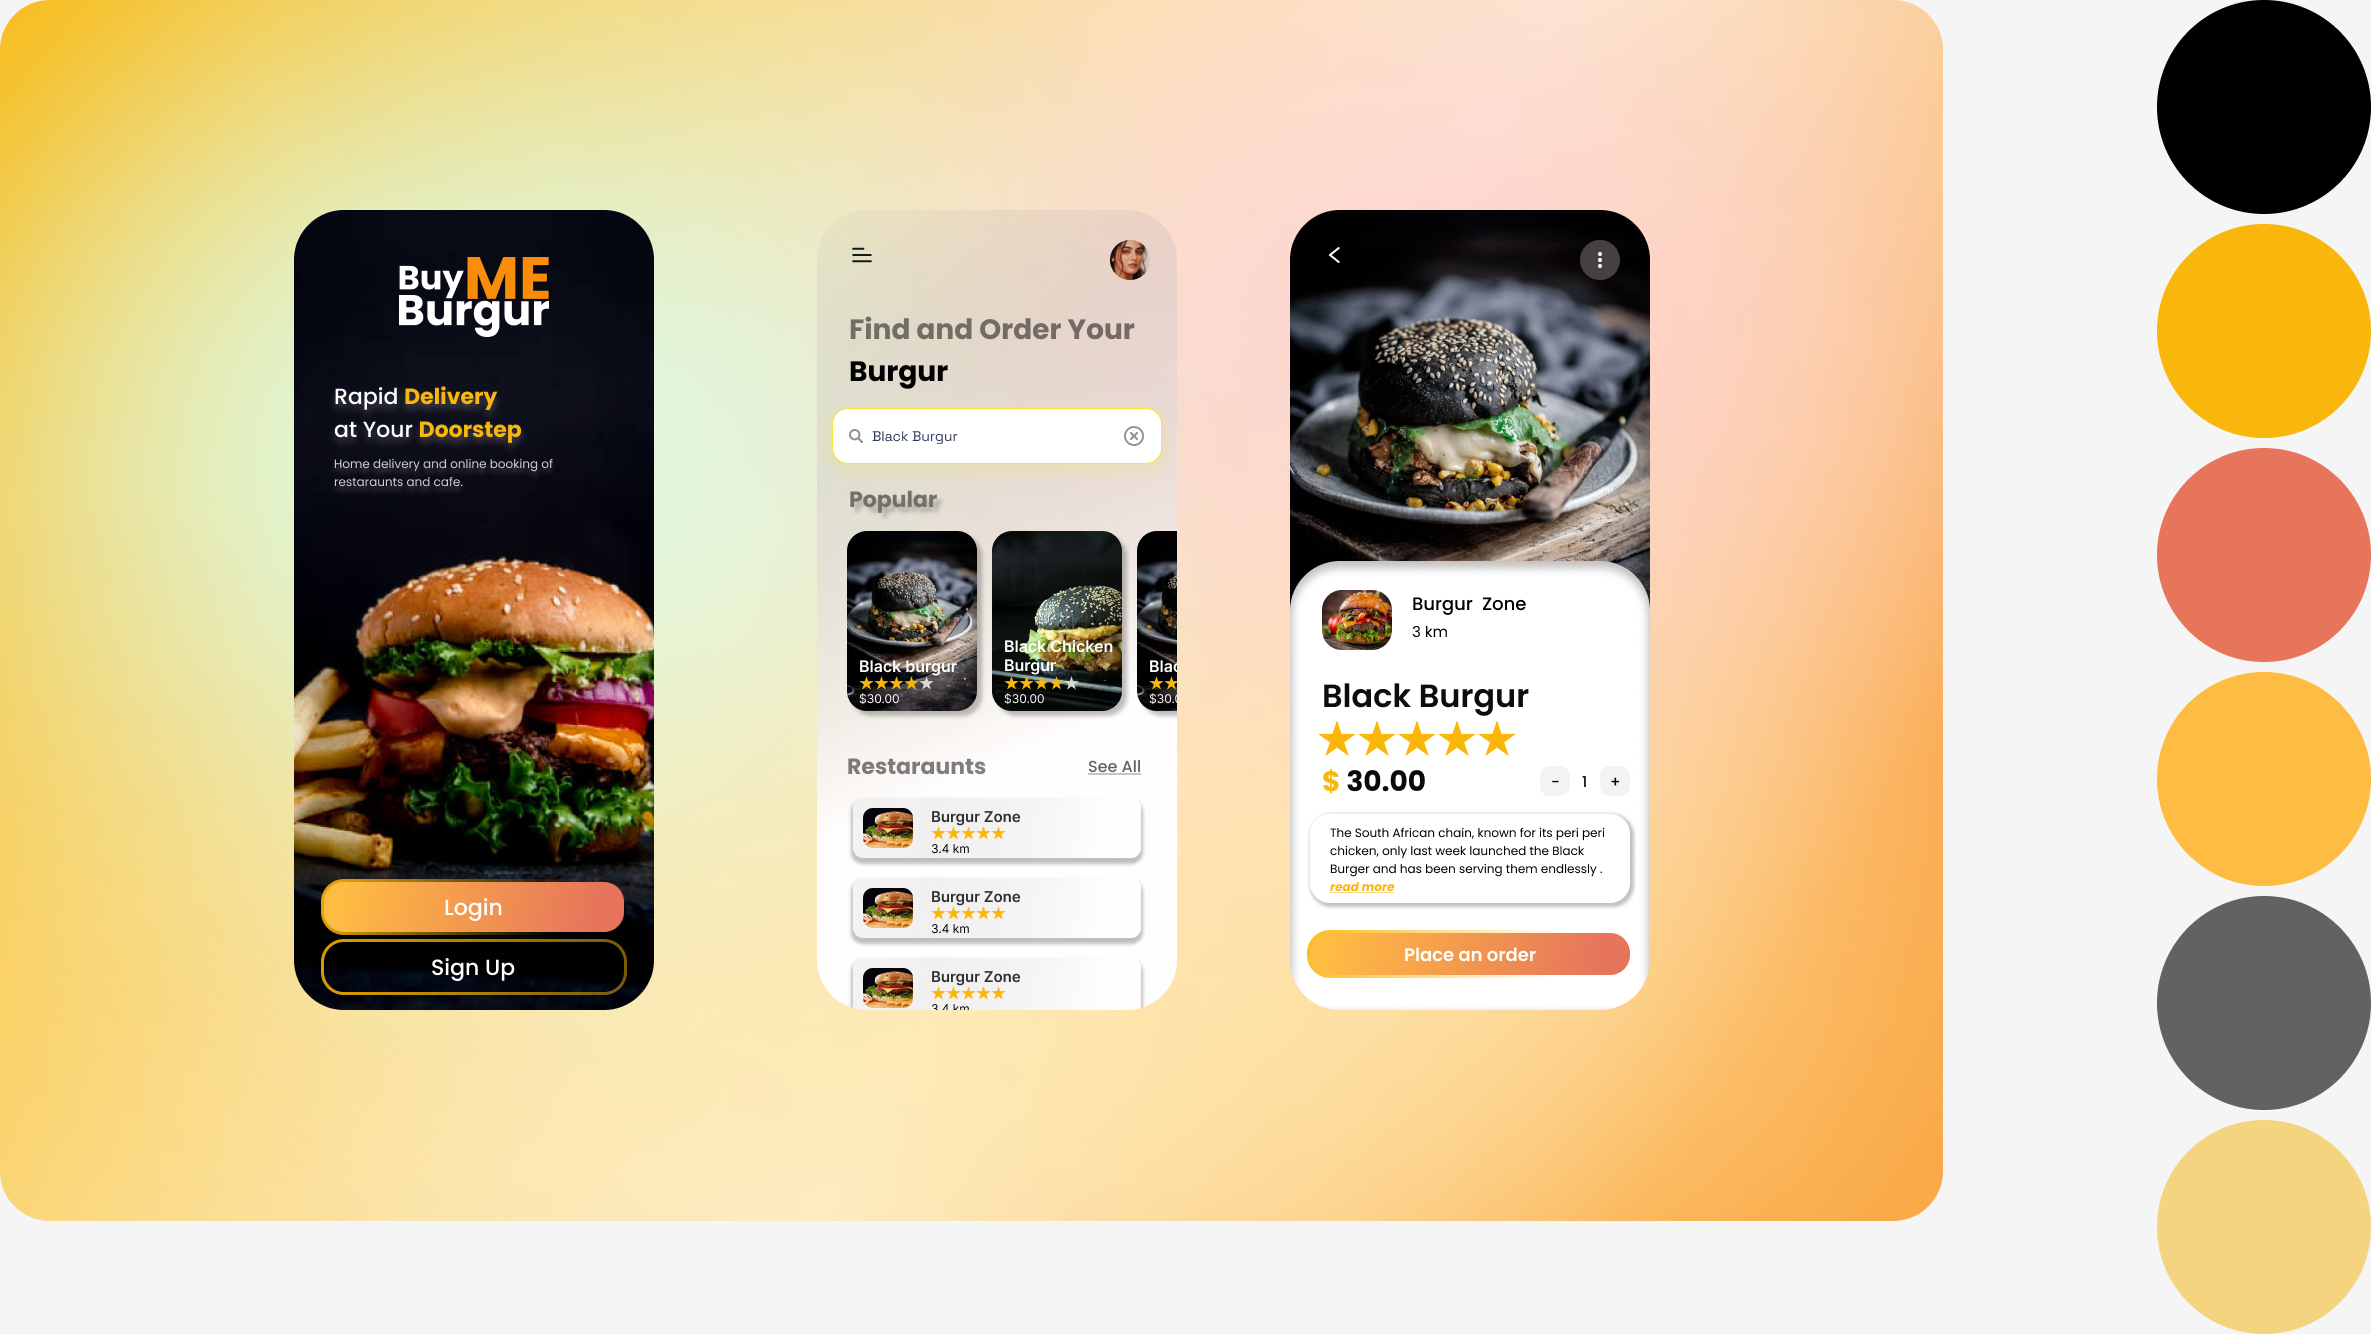 BuyME
Burgur
Rapid Delivery
at Your Doorstep
Home delivery and online booking of
restaraunts and cafe.
Login
Sign Up
Find and Order Your
Burgur
Black Burgur
Popular
Black burgur
$30.00
Black Chicken
Burgur
$30.00
Blac
$30.0
Restaraunts
See All
Burgur Zone
3.4 km
Burgur Zone
3.4 km
Burgur Zone
3.4 km
Burgur Zone
3 km
Black Burgur
$ 30.00
- 1 +
The South African chain, known for its peri peri
chicken, only last week launched the Black
Burger and has been serving them endlessly .
read more
Place an order